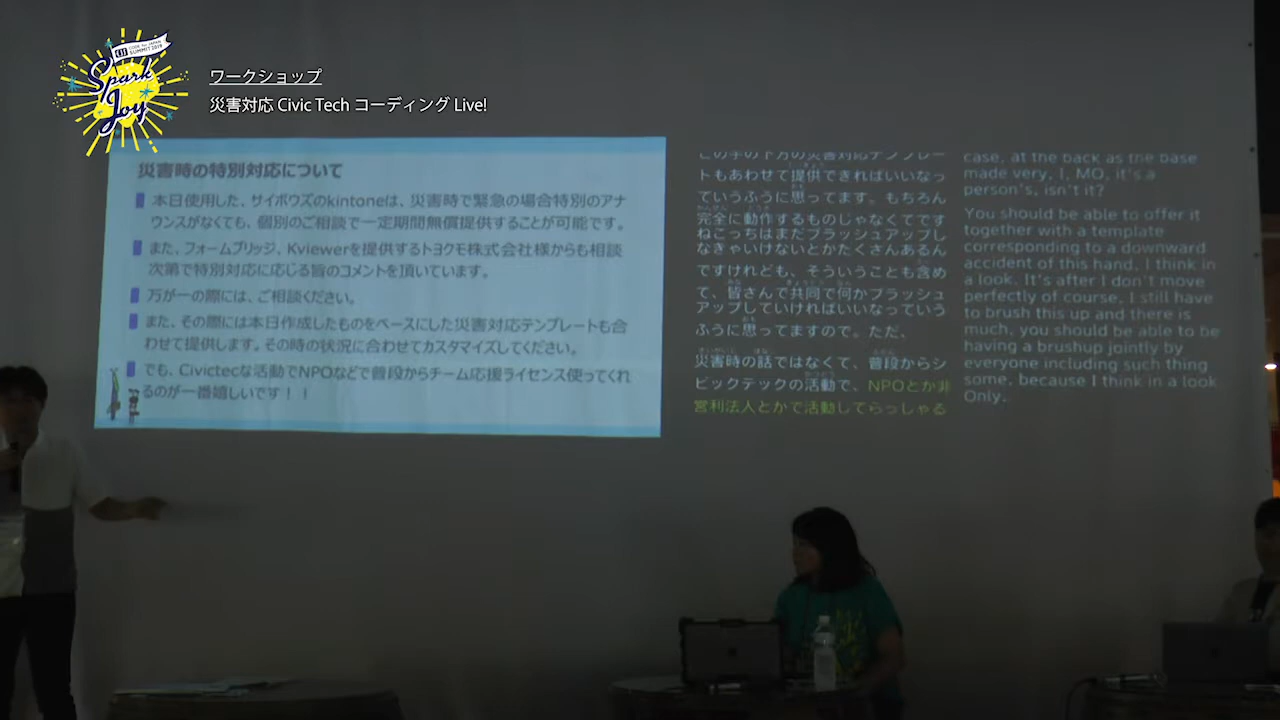 CODE for JAPAN
SUMMIT 2019
Spark
Joy
ワークショップ
災害対応 Civic Tech コーディング Live!
災害時の特別対応について
本日使用した、サイボウズのkintoneは、災害時で緊急の場合特別のアナ
ウンスがなくても、個別のご相談で一定期間無償提供することが可能です。
また、フォームブリッジ、Kviewerを提供するトヨクモ株式会社様からも相談
次第で特別対応に応じる旨のコメントを頂いています。
万が一の際には、ご相談ください。
また、その際には本日作成したものをベースにした災害対応テンプレートも合
わせて提供します。その時の状況に合わせてカスタマイズしてください。
でも、Civictecな活動でNPOなどで普段からチーム応援ライセンス使ってくれ
るのが一番嬉しいです！！
この手の下方の災害対応テンプレー
トもあわせて提供できればいいなっ
ていうふうに思ってます。もちろん
完全に動作するものじゃなくてです
ねこっちはまだブラッシュアップし
なきゃいけないとかたくさんあるん
ですけれども、そういうことも含め
て、皆さんで共同で何かブラッシュ
アップしていければいいなっていう
ふうに思ってますので。ただ、
災害時の話ではなくて、普段からシ
ビックテックの活動で、NPOとか非
営利法人とかで活動してらっしゃる
case, at the back as the base
made very. I, MO, it's a
person's, isn't it?
You should be able to offer it
together with a template
corresponding to a downward
accident of this hand, I think in
a look. It's after I don't move
perfectly of course, I still have
to brush this up and there is
much, you should be able to be
having a brushup jointly by
everyone including such thing
some, because I think in a look
Only.